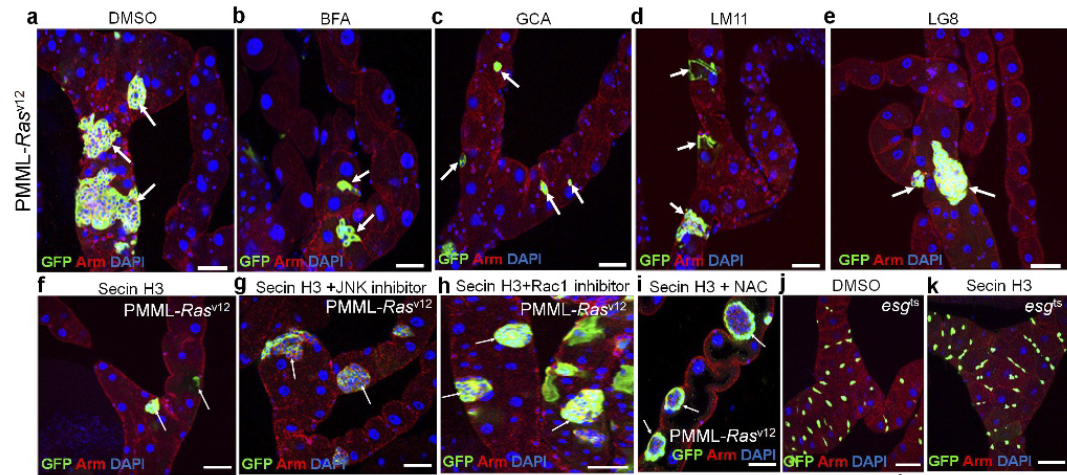 a DMSO b BFA c GCA d LM11 e LG8
PMML-Rasv12
GFP Arm DAPI GFP Arm DAPI GFP Arm DAPI GFP Arm DAPI GFP Arm DAPI
f Secin H3 g Secin H3 +JNK inhibitor h Secin H3+Rac1 inhibitor i Secin H3 + NAC j DMSO k Secin H3
PMML-Rasv12 PMML-Rasv12 PMML-Rasv12 esgts esgts
PMML-Rasv12
GFP Arm DAPI GFP Arm DAPI GFP Arm DAPI GFP Arm DAPI GFP Arm DAPI GFP Arm DAPI